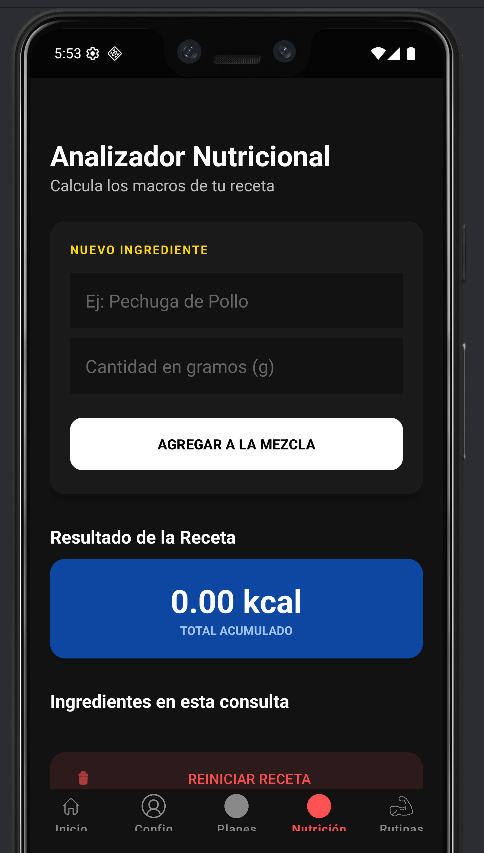 5:53
Analizador Nutricional
Calcula los macros de tu receta
NUEVO INGREDIENTE
Ej: Pechuga de Pollo
Cantidad en gramos (g)
AGREGAR A LA MEZCLA
Resultado de la Receta
0.00 kcal
TOTAL ACUMULADO
Ingredientes en esta consulta
REINICIAR RECETA
Inicio Config Planes Nutrición Rutinas